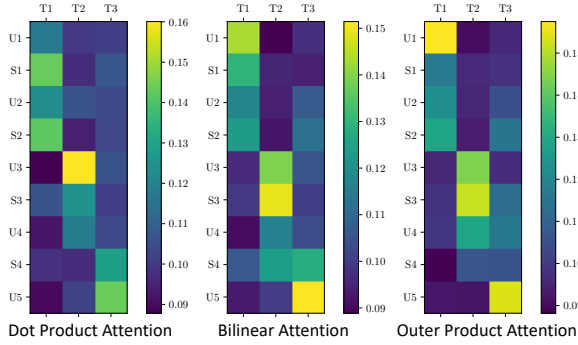 T1 T2 T3
U1
S1
U2
S2
U3
S3
U4
S4
U5
0.16
0.15
0.14
0.13
0.12
0.11
0.10
0.09
Dot Product Attention
T1 T2 T3
U1
S1
U2
S2
U3
S3
U4
S4
U5
0.15
0.14
0.13
0.12
0.11
0.10
0.09
Bilinear Attention
T1 T2 T3
U1
S1
U2
S2
U3
S3
U4
S4
U5
Outer Product Attention